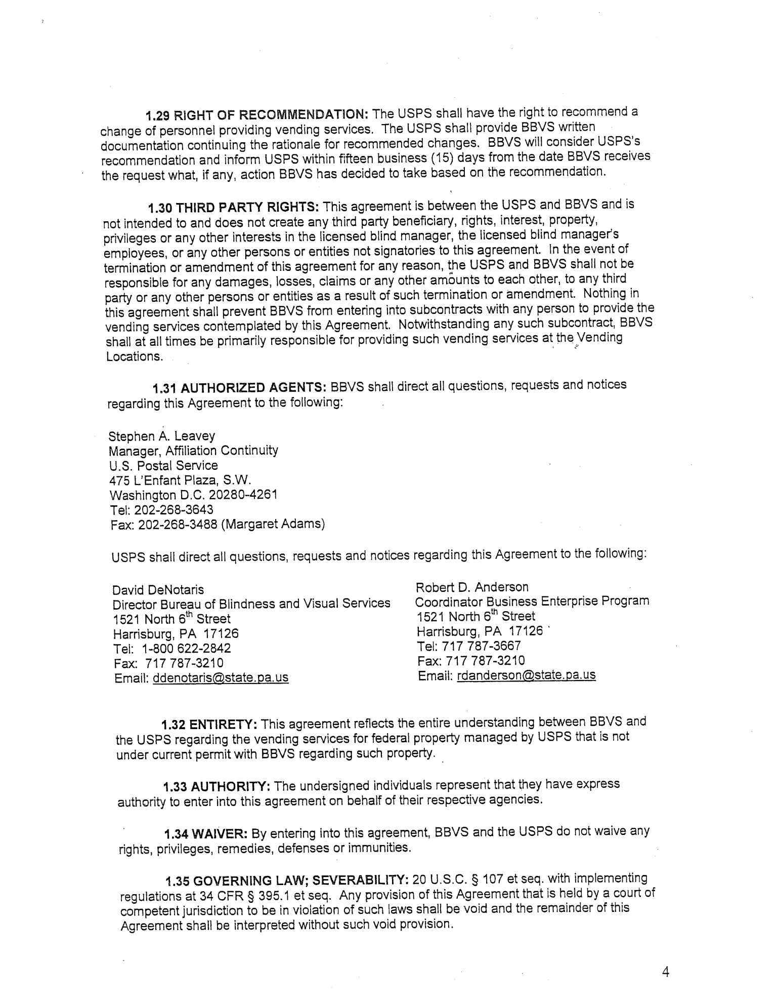 1.29 RIGHT OF RECOMMENDATION: The USPS shall have the right to recommend a
change of personnel providing vending services. The USPS shall provide BBVS written
documentation continuing the rationale for recommended changes. BBVS will consider USPS's
recommendation and inform USPS within fifteen business (15) days from the date BBVS receives
the request what, if any, action BBVS has decided to take based on the recommendation.
1.30 THIRD PARTY RIGHTS: This agreement is between the USPS and BBVS and is
not intended to and does not create any third party beneficiary, rights, interest, property,
privileges or any other interests in the licensed blind manager, the licensed blind manager's
employees, or any other persons or entities not signatories to this agreement. In the event of
termination or amendment of this agreement for any reason, the USPS and BBVS shall not be
responsible for any damages, losses, claims or any other amounts to each other, to any third
party or any other persons or entities as a result of such termination or amendment. Nothing in
this agreement shall prevent BBVS from entering into subcontracts with any person to provide the
vending services contemplated by this Agreement. Notwithstanding any such subcontract, BBVS
shall at all times be primarily responsible for providing such vending services at the Vending
Locations.
1.31 AUTHORIZED AGENTS: BBVS shall direct all questions, requests and notices
regarding this Agreement to the following:
Stephen A. Leavey
Manager, Affiliation Continuity
U.S. Postal Service
475 L'Enfant Plaza, S.W.
Washington D.C. 20280-4261
Tel: 202-268-3643
Fax: 202-268-3488 (Margaret Adams)
USPS shall direct all questions, requests and notices regarding this Agreement to the following:
David DeNotaris
Director Bureau of Blindness and Visual Services
1521 North 6th Street
Harrisburg, PA 17126
Tel: 1-800 622-2842
Fax: 717 787-3210
Email: ddenotaris@state.pa.us
Robert D. Anderson
Coordinator Business Enterprise Program
1521 North 6th Street
Harrisburg, PA 17126
Tel: 717 787-3667
Fax: 717 787-3210
Email: rdanderson@state.pa.us
1.32 ENTIRETY: This agreement reflects the entire understanding between BBVS and
the USPS regarding the vending services for federal property managed by USPS that is not
under current permit with BBVS regarding such property.
1.33 AUTHORITY: The undersigned individuals represent that they have express
authority to enter into this agreement on behalf of their respective agencies.
1.34 WAIVER: By entering into this agreement, BBVS and the USPS do not waive any
rights, privileges, remedies, defenses or immunities.
1.35 GOVERNING LAW; SEVERABILITY: 20 U.S.C. § 107 et seq. with implementing
regulations at 34 CFR § 395.1 et seq. Any provision of this Agreement that is held by a court of
competent jurisdiction to be in violation of such laws shall be void and the remainder of this
Agreement shall be interpreted without such void provision.
4